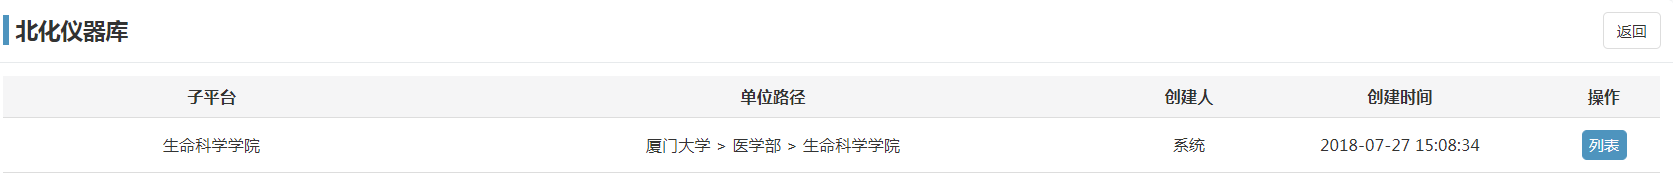 北化仪器库
返回
子平台 单位路径 创建人 创建时间 操作
生命科学学院 厦门大学 > 医学部 > 生命科学学院 系统 2018-07-27 15:08:34 列表